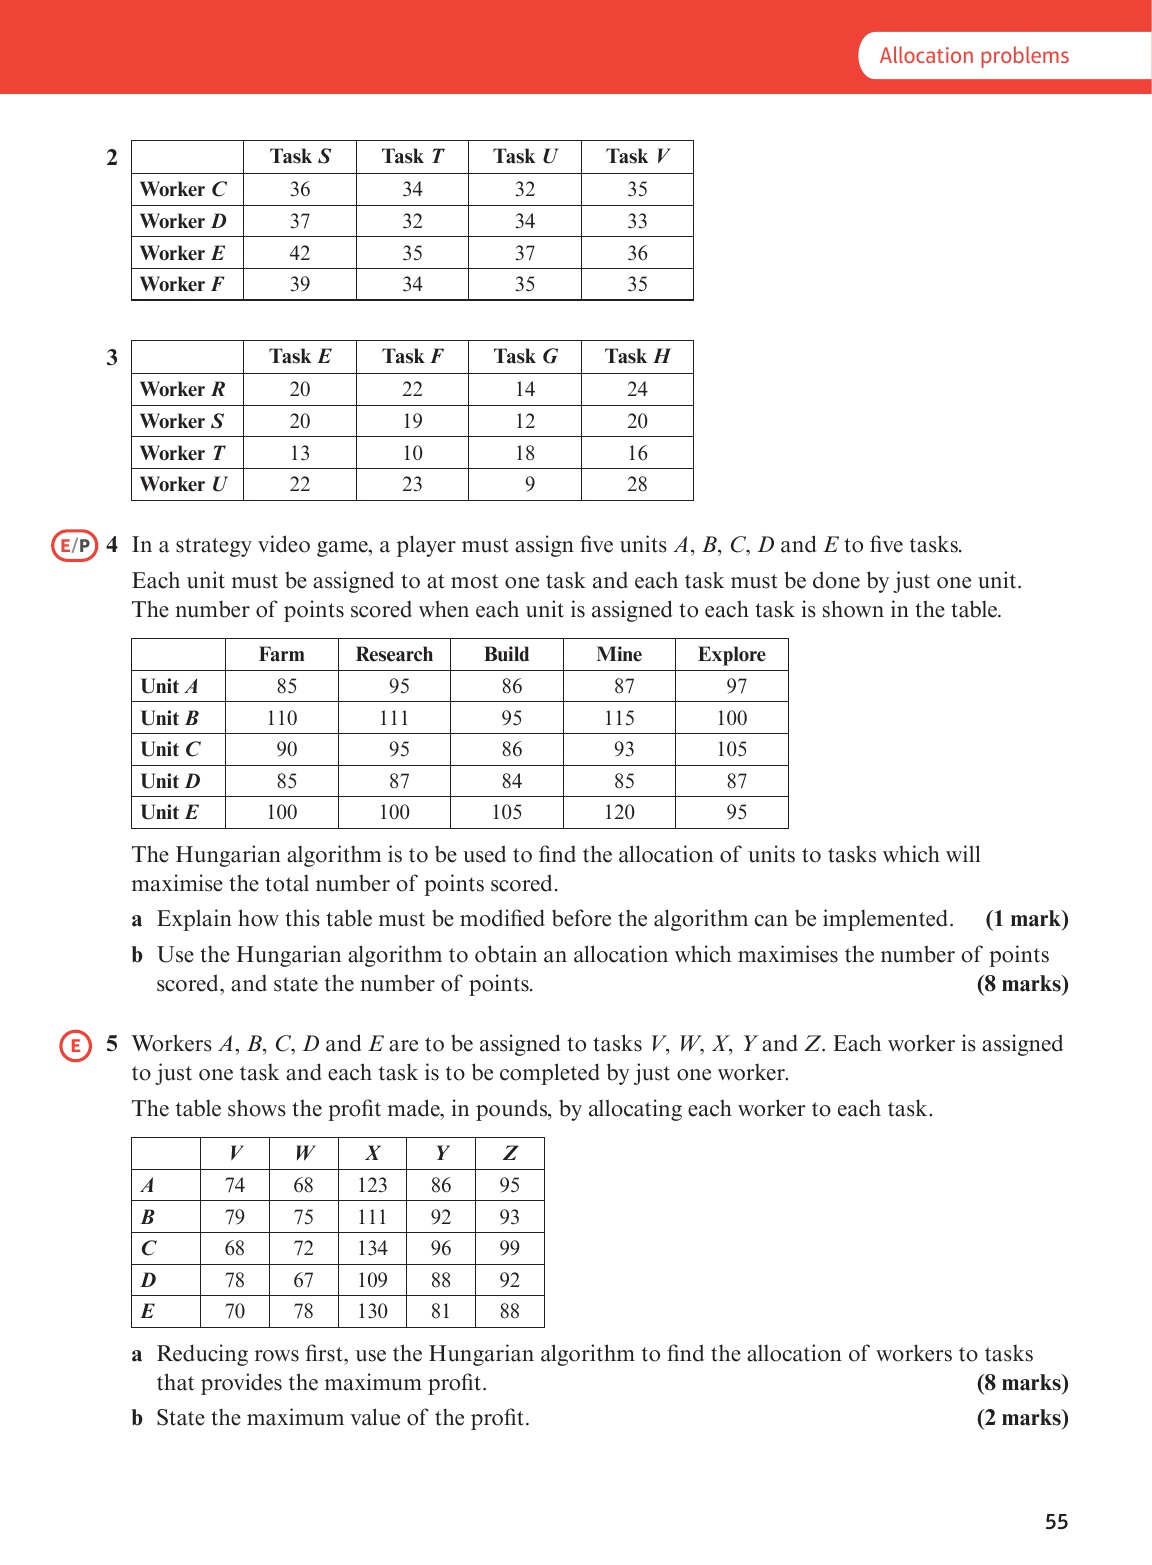 Allocation problems
2
Task S Task T Task U Task V
Worker C 36 34 32 35
Worker D 37 32 34 33
Worker E 42 35 37 36
Worker F 39 34 35 35
3
Task E Task F Task G Task H
Worker R 20 22 14 24
Worker S 20 19 12 20
Worker T 13 10 18 16
Worker U 22 23 9 28
E/P 4 In a strategy video game, a player must assign five units A, B, C, D and E to five tasks.
Each unit must be assigned to at most one task and each task must be done by just one unit.
The number of points scored when each unit is assigned to each task is shown in the table.
Farm Research Build Mine Explore
Unit A 85 95 86 87 97
Unit B 110 111 95 115 100
Unit C 90 95 86 93 105
Unit D 85 87 84 85 87
Unit E 100 100 105 120 95
The Hungarian algorithm is to be used to find the allocation of units to tasks which will
maximise the total number of points scored.
a Explain how this table must be modified before the algorithm can be implemented. (1 mark)
b Use the Hungarian algorithm to obtain an allocation which maximises the number of points
scored, and state the number of points. (8 marks)
E 5 Workers A, B, C, D and E are to be assigned to tasks V, W, X, Y and Z. Each worker is assigned
to just one task and each task is to be completed by just one worker.
The table shows the profit made, in pounds, by allocating each worker to each task.
V W X Y Z
A 74 68 123 86 95
B 79 75 111 92 93
C 68 72 134 96 99
D 78 67 109 88 92
E 70 78 130 81 88
a Reducing rows first, use the Hungarian algorithm to find the allocation of workers to tasks
that provides the maximum profit. (8 marks)
b State the maximum value of the profit. (2 marks)
55